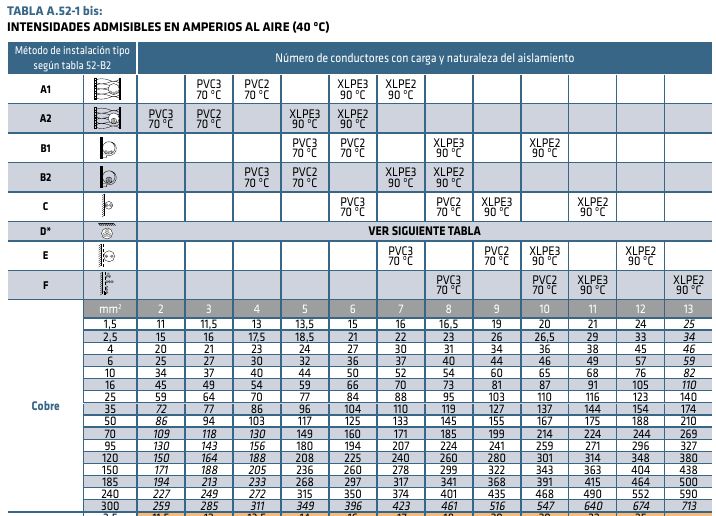 TABLA A.52-1 bis:
INTENSIDADES ADMISIBLES EN AMPERIOS AL AIRE (40 °C)
Método de instalación tipo
según tabla 52-B2
Número de conductores con carga y naturaleza del aislamiento
A1 PVC3 70 °C PVC2 70 °C XLPE3 90 °C XLPE2 90 °C
A2 PVC3 70 °C PVC2 70 °C XLPE3 90 °C XLPE2 90 °C
B1 PVC3 70 °C PVC2 70 °C XLPE3 90 °C XLPE2 90 °C
B2 PVC3 70 °C PVC2 70 °C XLPE3 90 °C XLPE2 90 °C
C PVC3 70 °C PVC2 70 °C XLPE3 90 °C XLPE2 90 °C
D* VER SIGUIENTE TABLA
E PVC3 70 °C PVC2 70 °C XLPE3 90 °C XLPE2 90 °C
F PVC3 70 °C PVC2 70 °C XLPE3 90 °C XLPE2 90 °C
mm² 2 3 4 5 6 7 8 9 10 11 12 13
Cobre
1,5 11 11,5 13 13,5 15 16 16,5 19 20 21 24 25
2,5 15 16 17,5 18,5 21 22 23 26 26,5 29 33 34
4 20 21 23 24 27 30 31 34 36 38 45 46
6 25 27 30 32 36 37 40 44 46 49 57 59
10 34 37 40 44 50 52 54 60 65 68 76 82
16 45 49 54 59 66 70 73 81 87 91 105 110
25 59 64 70 77 84 88 95 103 110 116 123 140
35 72 77 86 96 104 110 119 127 137 144 154 174
50 86 94 103 117 125 133 145 155 167 175 188 210
70 109 118 130 149 160 171 185 199 214 224 244 269
95 130 143 156 180 194 207 224 241 259 271 296 327
120 150 164 188 208 225 240 260 280 301 314 348 380
150 171 188 205 236 260 278 299 322 343 363 404 438
185 194 213 233 268 297 317 341 368 391 415 464 500
240 227 249 272 315 350 374 401 435 468 490 552 590
300 259 285 311 349 396 423 461 516 547 640 674 713